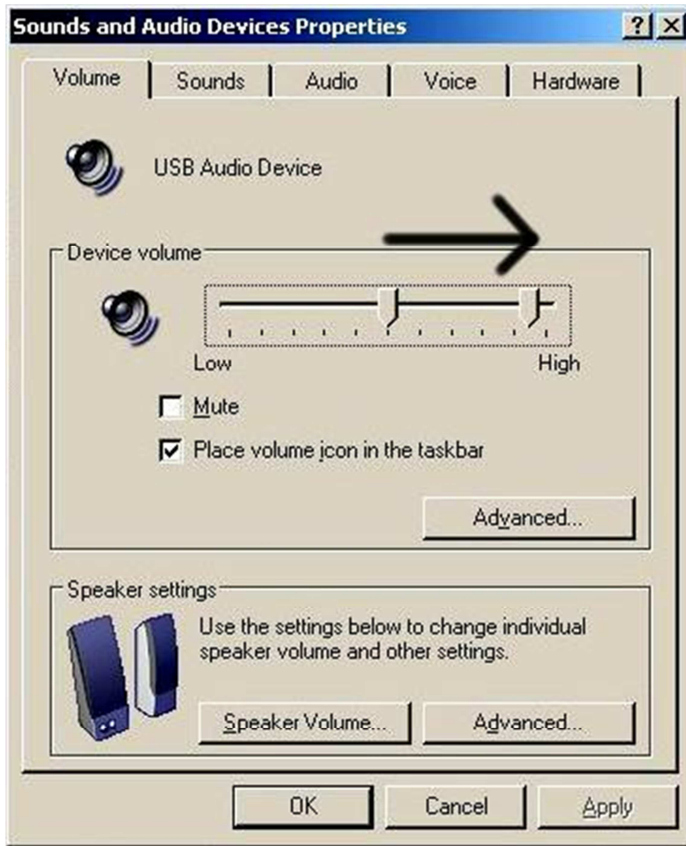 Sounds and Audio Devices Properties
Volume Sounds Audio Voice Hardware
USB Audio Device
Device volume
Low High
Mute
Place volume icon in the taskbar
Advanced...
Speaker settings
Use the settings below to change individual
speaker volume and other settings.
Speaker Volume... Advanced...
OK Cancel Apply